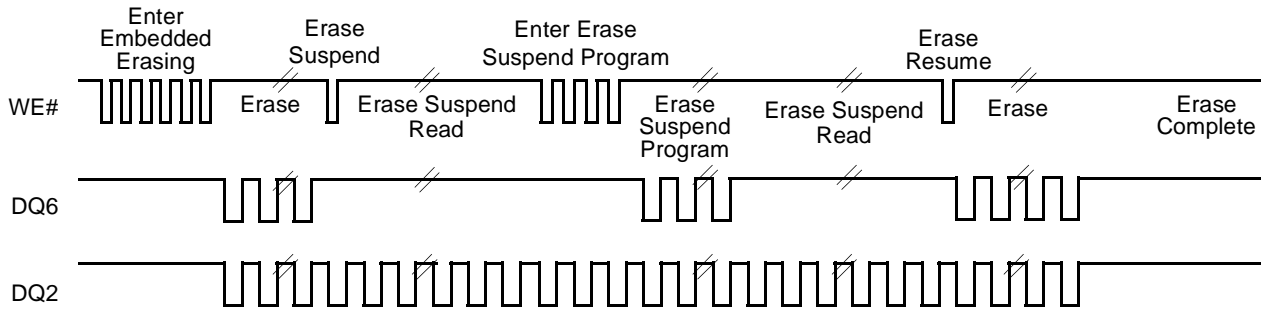 Enter
Embedded
Erasing
Erase
Suspend
Enter Erase
Suspend Program
Erase
Resume
WE#
Erase
Erase Suspend
Read
Erase
Suspend
Program
Erase Suspend
Read
Erase
Erase
Complete
DQ6
DQ2